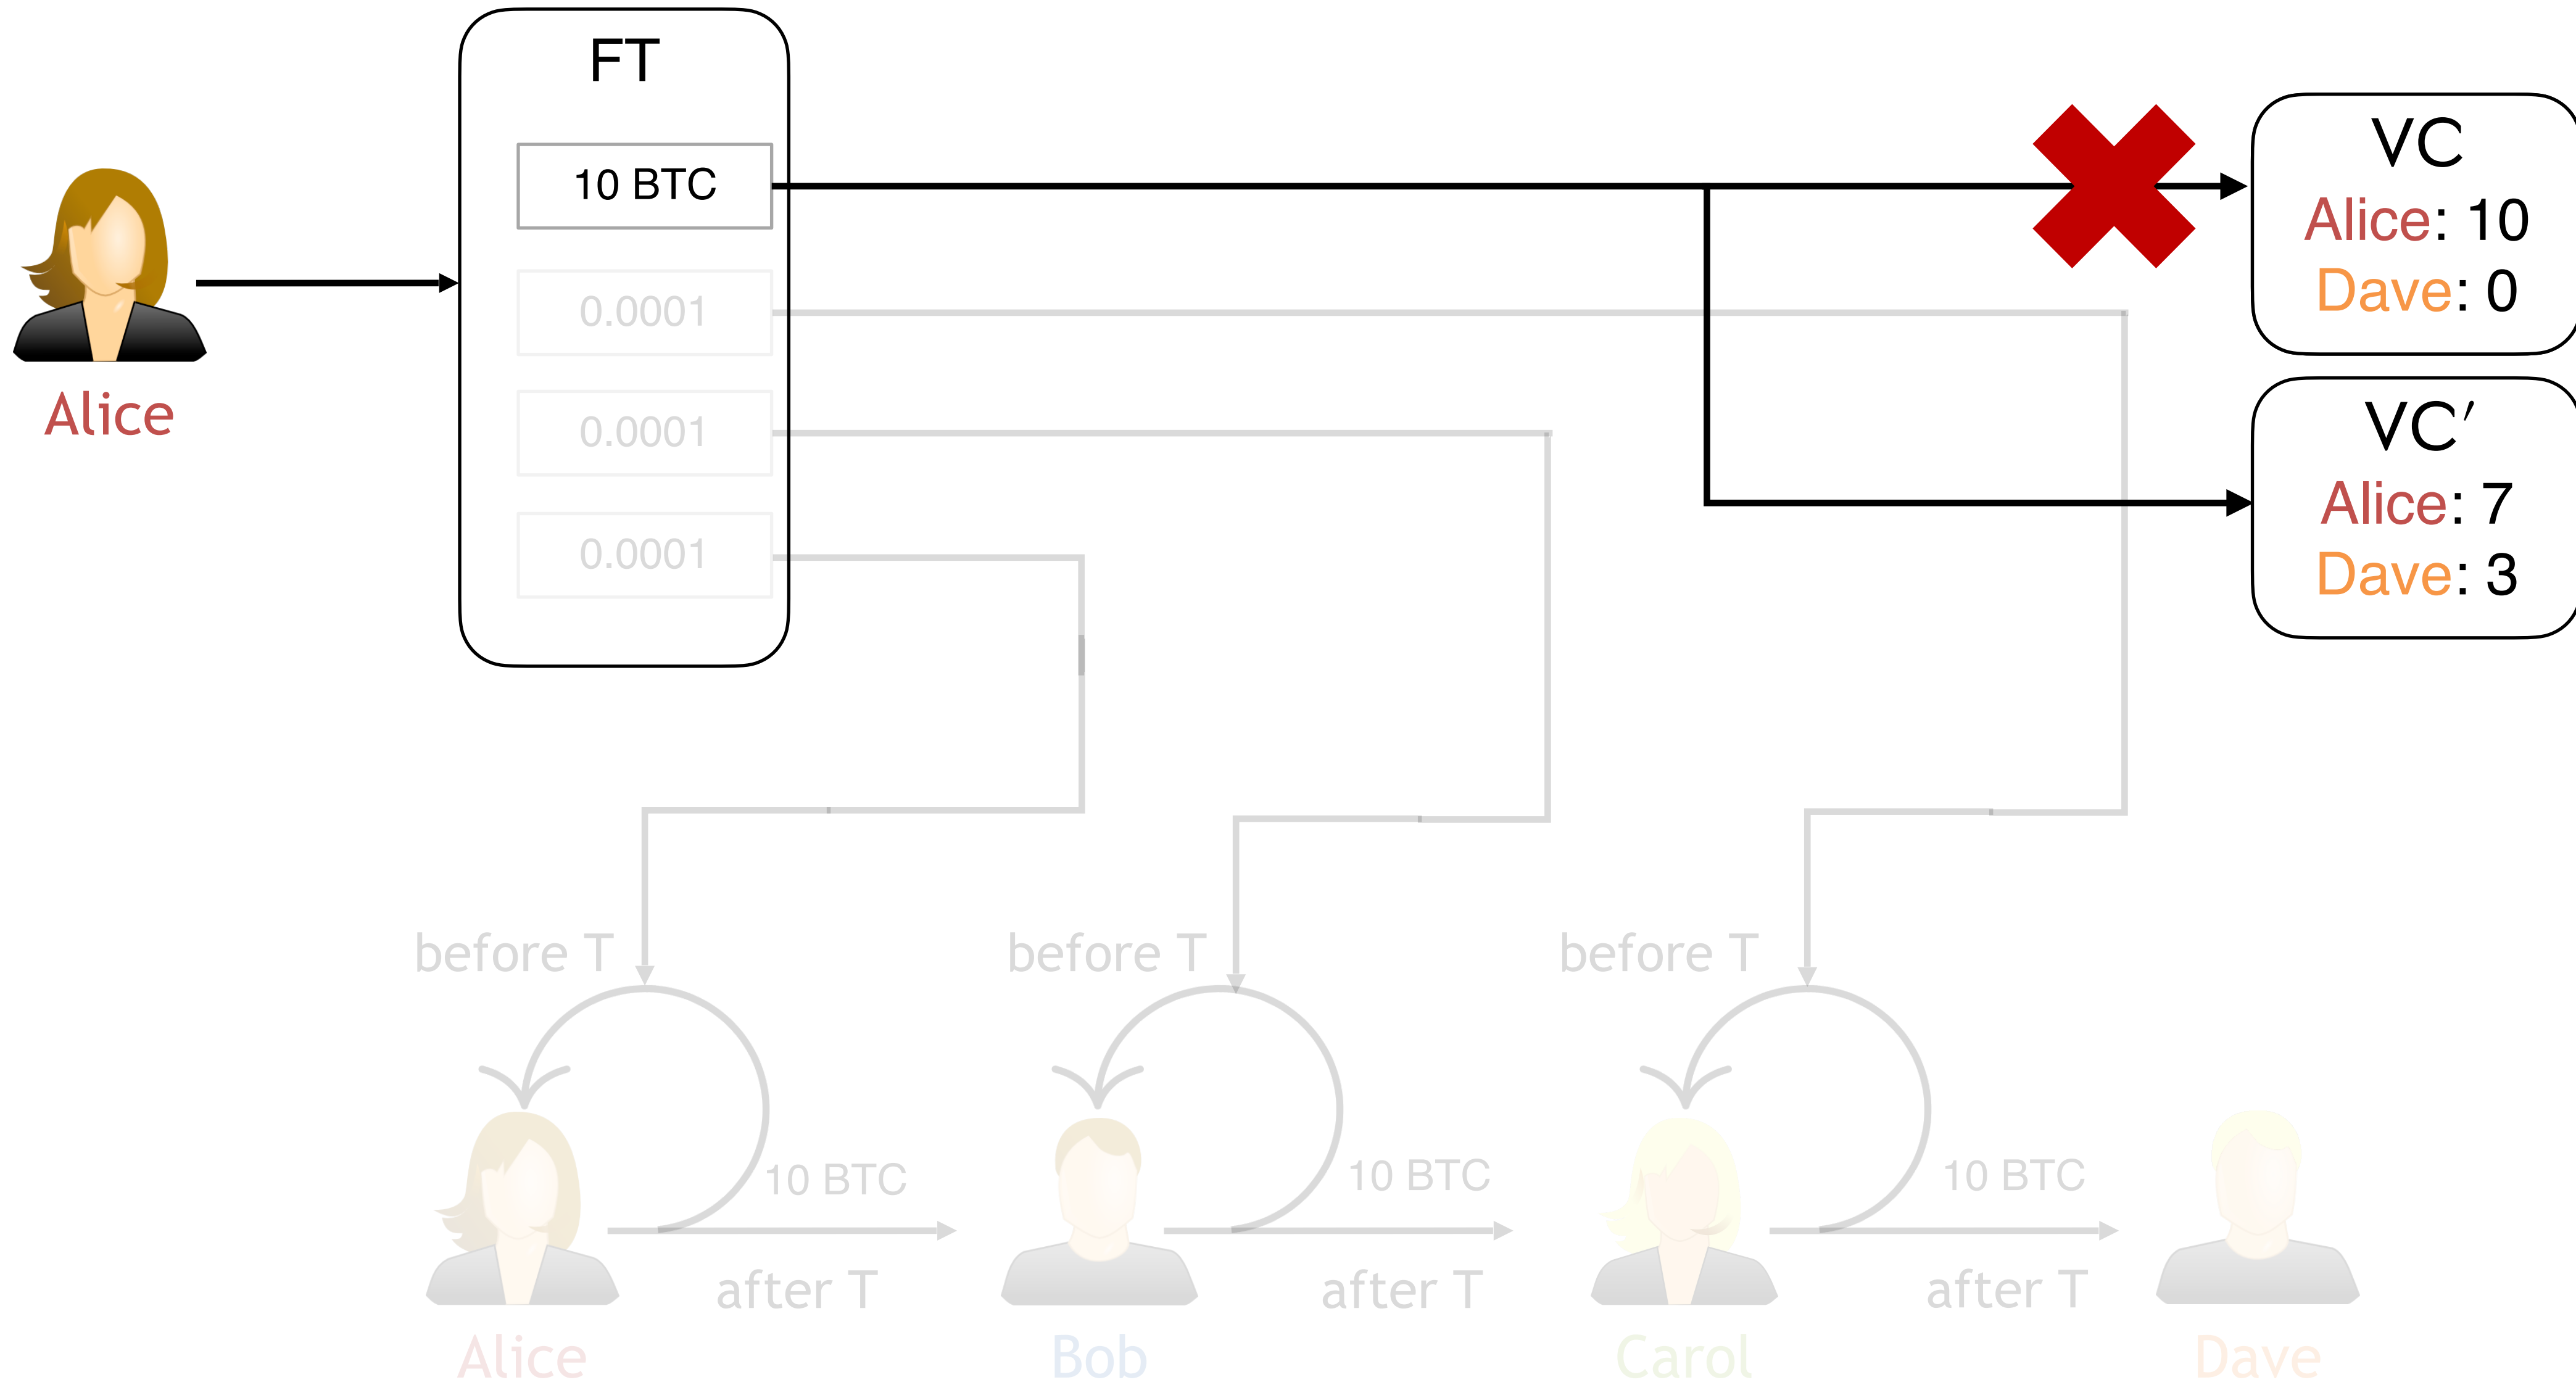 FT
10 BTC
0.0001
0.0001
0.0001
Alice
VC
Alice: 10
Dave: 0
VC′
Alice: 7
Dave: 3
before T
before T
before T
10 BTC
10 BTC
10 BTC
after T
after T
after T
Alice
Bob
Carol
Dave